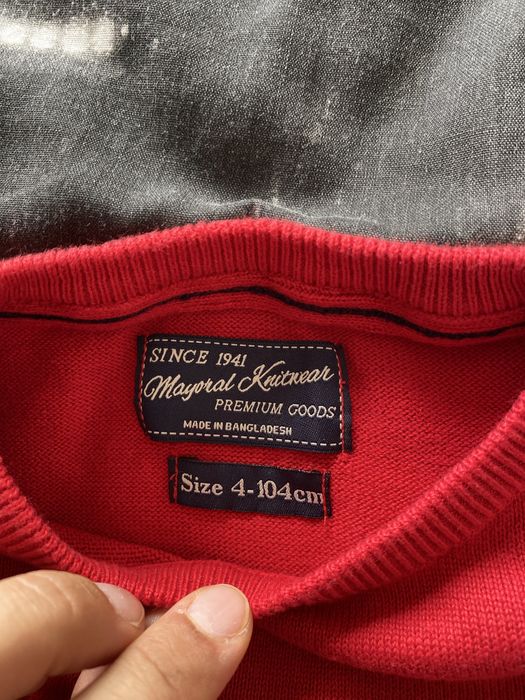 SINCE 1941
Mayoral Knitwear
PREMIUM GOODS
MADE IN BANGLADESH
Size 4-104cm